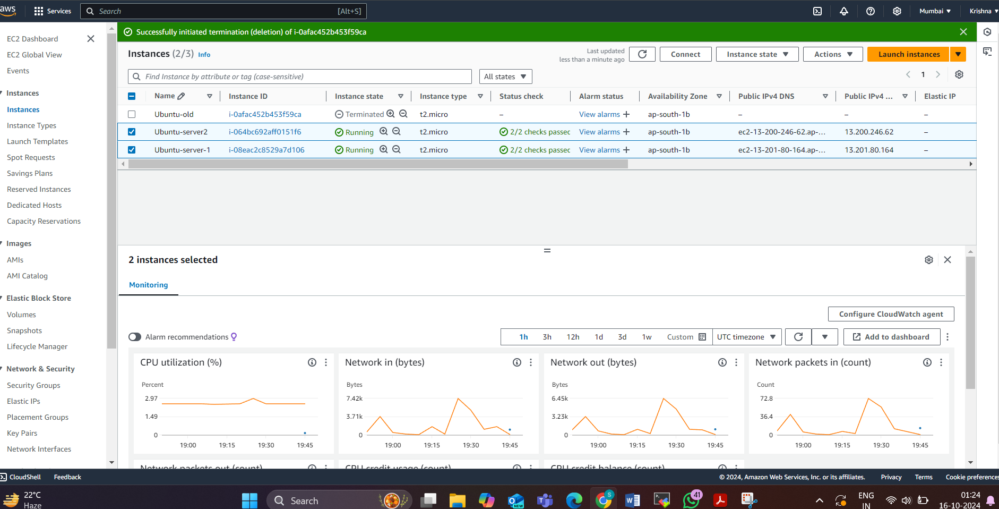 aws Services Search [Alt+S] Mumbai Krishna
EC2 Dashboard
EC2 Global View
Events
Instances
Instances
Instance Types
Launch Templates
Spot Requests
Savings Plans
Reserved Instances
Dedicated Hosts
Capacity Reservations
Images
AMIs
AMI Catalog
Elastic Block Store
Volumes
Snapshots
Lifecycle Manager
Network & Security
Security Groups
Elastic IPs
Placement Groups
Key Pairs
Network Interfaces
Successfully initiated termination (deletion) of i-0afac452b453f59ca
Instances (2/3) Info
Last updated
less than a minute ago
Connect Instance state Actions Launch instances
Find Instance by attribute or tag (case-sensitive) All states 1
Name Instance ID Instance state Instance type Status check Alarm status Availability Zone Public IPv4 DNS Public IPv4 ... Elastic IP
Ubuntu-old i-0afac452b453f59ca Terminated t2.micro – View alarms + ap-south-1b – – –
Ubuntu-server2 i-064bc692aff0151f6 Running t2.micro 2/2 checks passec View alarms + ap-south-1b ec2-13-200-246-62.ap-... 13.200.246.62 –
Ubuntu-server-1 i-08eac2c8529a7d106 Running t2.micro 2/2 checks passec View alarms + ap-south-1b ec2-13-201-80-164.ap-... 13.201.80.164 –
2 instances selected
Monitoring
Configure CloudWatch agent
Alarm recommendations 1h 3h 12h 1d 3d 1w Custom UTC timezone Add to dashboard
CPU utilization (%)
Percent
2.97
1.49
0
19:00 19:15 19:30 19:45
Network in (bytes)
Bytes
7.42k
3.71k
0
19:00 19:15 19:30 19:45
Network out (bytes)
Bytes
6.45k
3.23k
0
19:00 19:15 19:30 19:45
Network packets in (count)
Count
72.8
36.4
0
19:00 19:15 19:30 19:45
Network packets out (count) CPU credit usage (count) CPU credit balance (count)
CloudShell Feedback © 2024, Amazon Web Services, Inc. or its affiliates. Privacy Terms Cookie preferences
22°C
Haze
Search
NEW
S
41
ENG
IN
01:24
16-10-2024